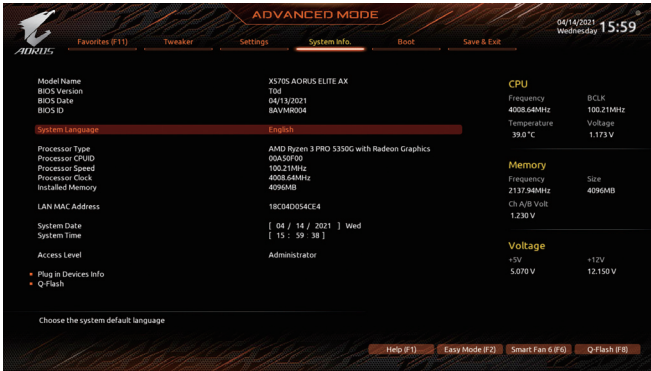 ADVANCED MODE
04/14/2021
Wednesday 15:59
AORUS
Favorites (F11) Tweaker Settings System Info. Boot Save & Exit
Model Name X570S AORUS ELITE AX
BIOS Version T0d
BIOS Date 04/13/2021
BIOS ID 8AVMR004
System Language English
Processor Type AMD Ryzen 3 PRO 5350G with Radeon Graphics
Processor CPUID 00A50F00
Processor Speed 100.21MHz
Processor Clock 4008.64MHz
Installed Memory 4096MB
LAN MAC Address 18C04D054CE4
System Date [ 04 / 14 / 2021 ] Wed
System Time [ 15 : 59 : 38 ]
Access Level Administrator
Plug in Devices Info
Q-Flash
CPU
Frequency BCLK
4008.64MHz 100.21MHz
Temperature Voltage
39.0 °C 1.173 V
Memory
Frequency Size
2137.94MHz 4096MB
Ch A/B Volt
1.230 V
Voltage
+5V +12V
5.070 V 12.150 V
Choose the system default language
Help (F1) Easy Mode (F2) Smart Fan 6 (F6) Q-Flash (F8)